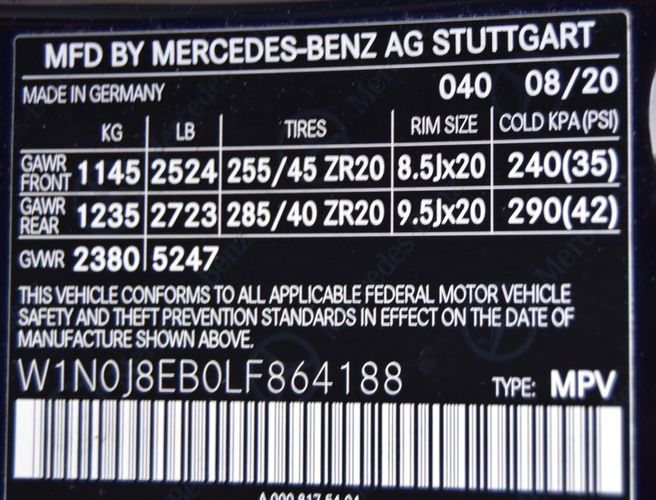 MFD BY MERCEDES-BENZ AG STUTTGART
MADE IN GERMANY 040 08/20
KG LB TIRES RIM SIZE COLD KPA(PSI)
GAWR FRONT 1145 2524 255/45 ZR20 8.5Jx20 240(35)
GAWR REAR 1235 2723 285/40 ZR20 9.5Jx20 290(42)
GVWR 2380 5247
THIS VEHICLE CONFORMS TO ALL APPLICABLE FEDERAL MOTOR VEHICLE
SAFETY AND THEFT PREVENTION STANDARDS IN EFFECT ON THE DATE OF
MANUFACTURE SHOWN ABOVE.
W1N0J8EB0LF864188 TYPE: MPV